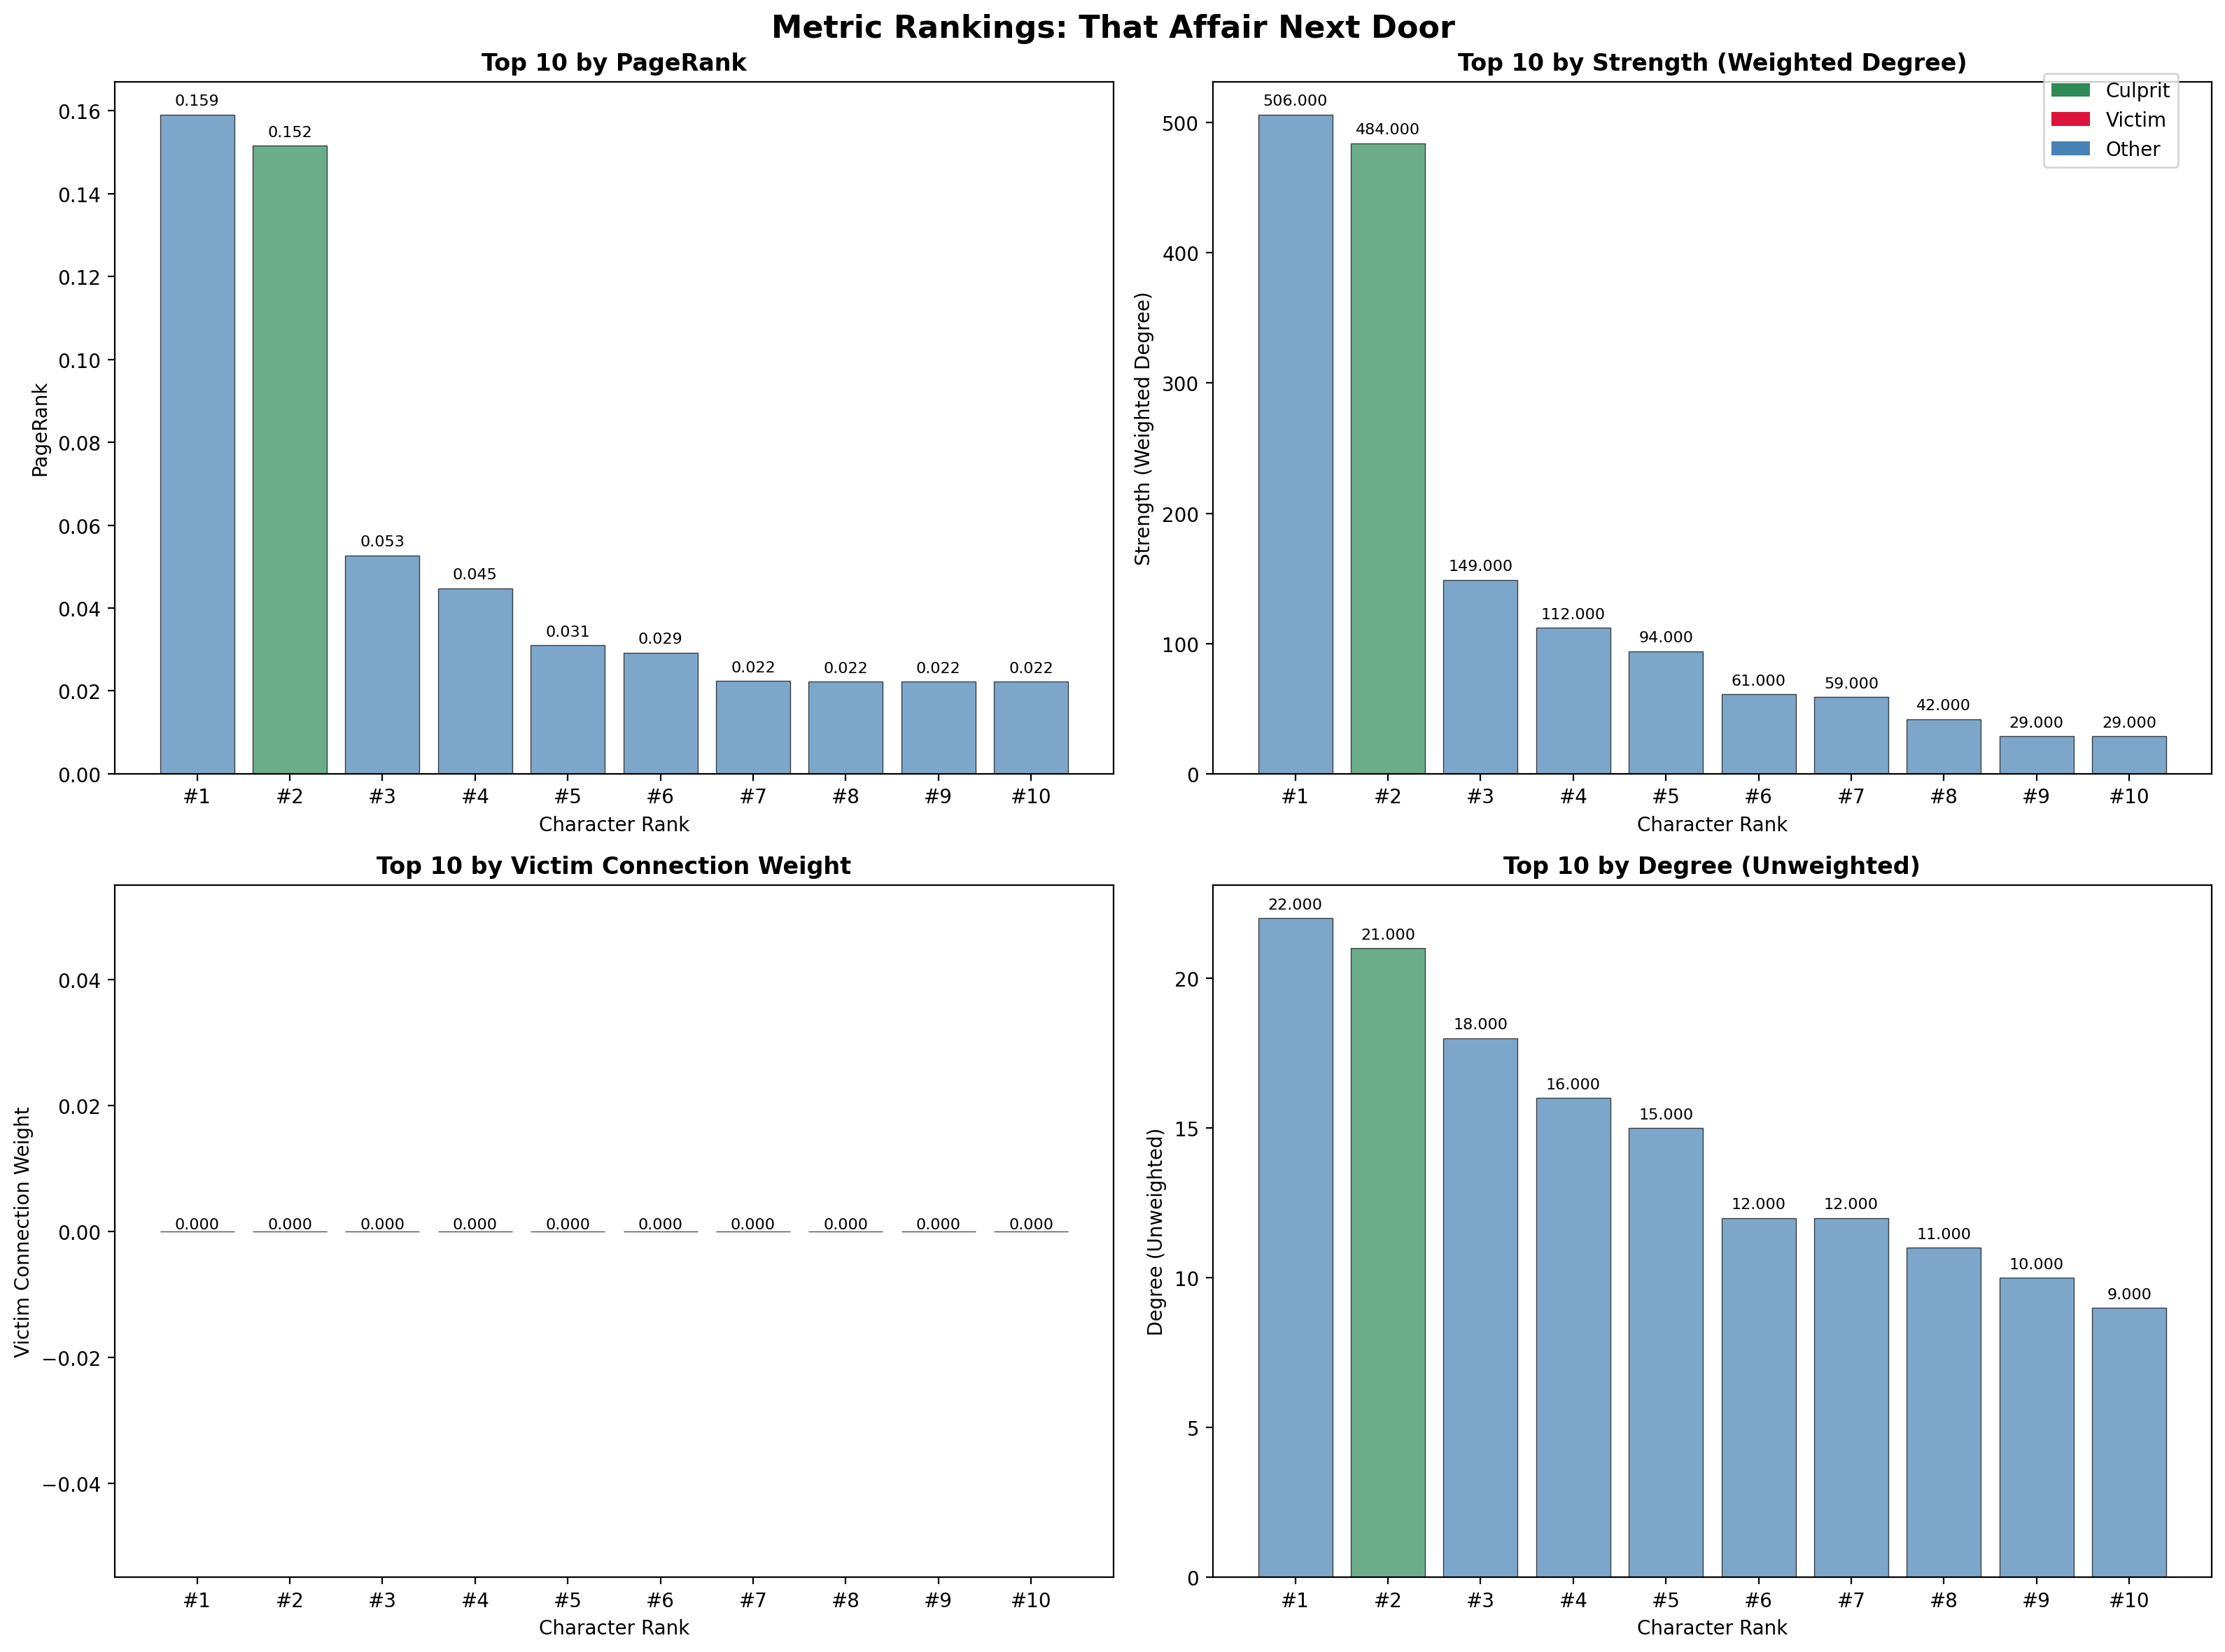 Metric Rankings: That Affair Next Door
Top 10 by PageRank
PageRank
0.16
0.14
0.12
0.10
0.08
0.06
0.04
0.02
0.00
0.159
0.152
0.053
0.045
0.031
0.029
0.022
0.022
0.022
0.022
#1 #2 #3 #4 #5 #6 #7 #8 #9 #10
Character Rank
Top 10 by Strength (Weighted Degree)
Culprit
Victim
Other
Strength (Weighted Degree)
500
400
300
200
100
0
506.000
484.000
149.000
112.000
94.000
61.000
59.000
42.000
29.000
29.000
#1 #2 #3 #4 #5 #6 #7 #8 #9 #10
Character Rank
Top 10 by Victim Connection Weight
Victim Connection Weight
0.04
0.02
0.00
−0.02
−0.04
0.000 0.000 0.000 0.000 0.000 0.000 0.000 0.000 0.000 0.000
#1 #2 #3 #4 #5 #6 #7 #8 #9 #10
Character Rank
Top 10 by Degree (Unweighted)
Degree (Unweighted)
20
15
10
5
0
22.000
21.000
18.000
16.000
15.000
12.000
12.000
11.000
10.000
9.000
#1 #2 #3 #4 #5 #6 #7 #8 #9 #10
Character Rank